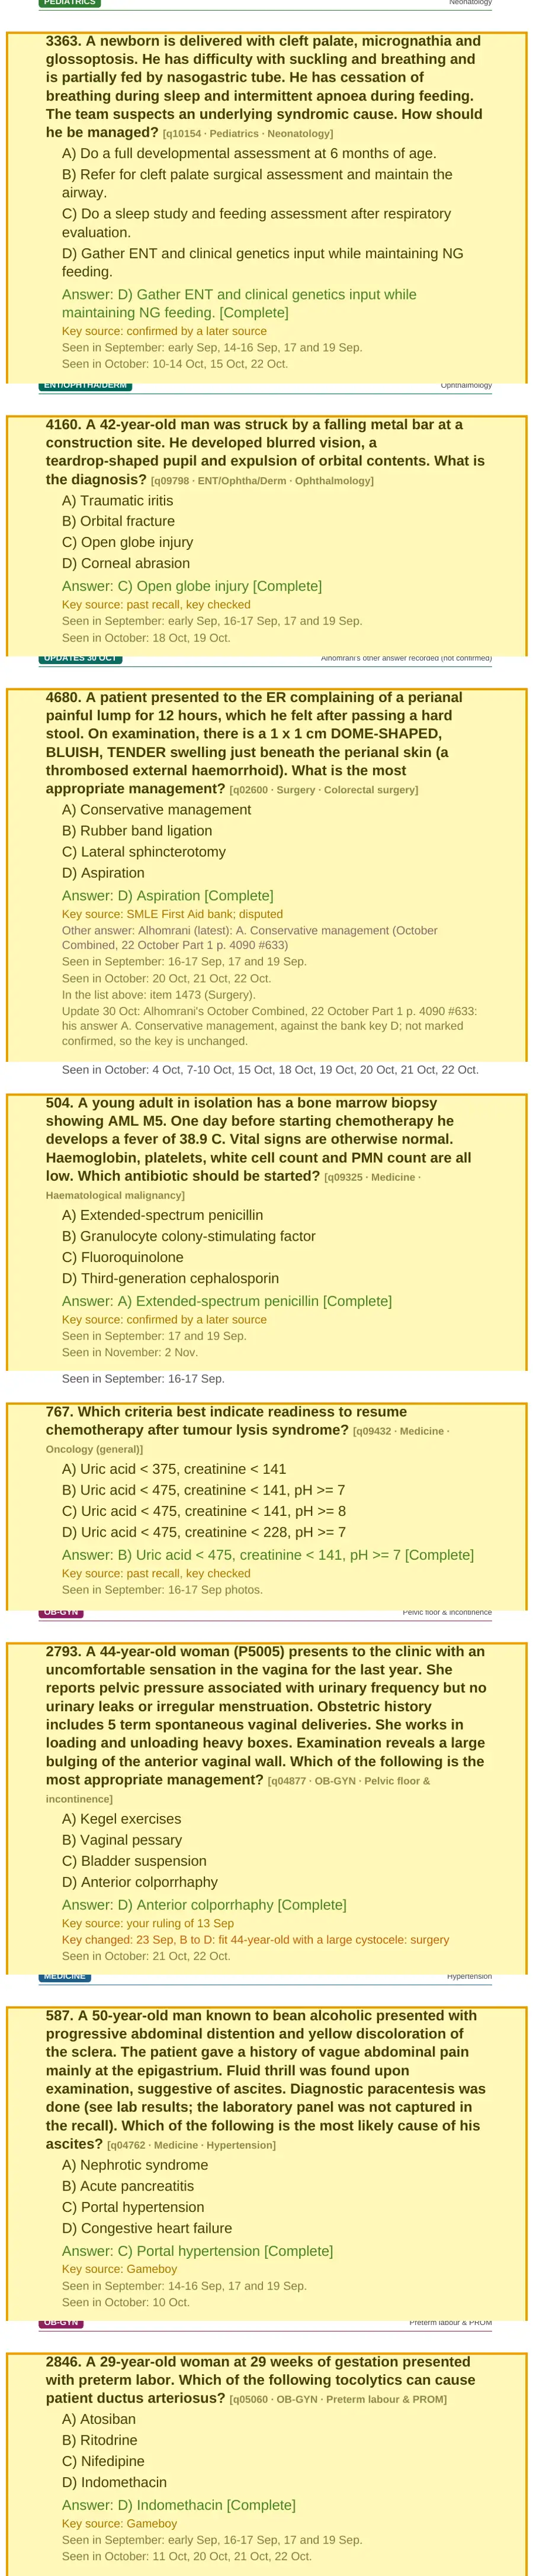 PEDIATRICS Neonatology
3363. A newborn is delivered with cleft palate, micrognathia and
glossoptosis. He has difficulty with suckling and breathing and
is partially fed by nasogastric tube. He has cessation of
breathing during sleep and intermittent apnoea during feeding.
The team suspects an underlying syndromic cause. How should
he be managed? [q10154 · Pediatrics · Neonatology]
A) Do a full developmental assessment at 6 months of age.
B) Refer for cleft palate surgical assessment and maintain the
airway.
C) Do a sleep study and feeding assessment after respiratory
evaluation.
D) Gather ENT and clinical genetics input while maintaining NG
feeding.
Answer: D) Gather ENT and clinical genetics input while
maintaining NG feeding. [Complete]
Key source: confirmed by a later source
Seen in September: early Sep, 14-16 Sep, 17 and 19 Sep.
Seen in October: 10-14 Oct, 15 Oct, 22 Oct.
ENT/OPHTHA/DERM Ophthalmology
4160. A 42-year-old man was struck by a falling metal bar at a
construction site. He developed blurred vision, a
teardrop-shaped pupil and expulsion of orbital contents. What is
the diagnosis? [q09798 · ENT/Ophtha/Derm · Ophthalmology]
A) Traumatic iritis
B) Orbital fracture
C) Open globe injury
D) Corneal abrasion
Answer: C) Open globe injury [Complete]
Key source: past recall, key checked
Seen in September: early Sep, 16-17 Sep, 17 and 19 Sep.
Seen in October: 18 Oct, 19 Oct.
UPDATES 30 OCT Alhomrani's other answer recorded (not confirmed)
4680. A patient presented to the ER complaining of a perianal
painful lump for 12 hours, which he felt after passing a hard
stool. On examination, there is a 1 x 1 cm DOME-SHAPED,
BLUISH, TENDER swelling just beneath the perianal skin (a
thrombosed external haemorrhoid). What is the most
appropriate management? [q02600 · Surgery · Colorectal surgery]
A) Conservative management
B) Rubber band ligation
C) Lateral sphincterotomy
D) Aspiration
Answer: D) Aspiration [Complete]
Key source: SMLE First Aid bank; disputed
Other answer: Alhomrani (latest): A. Conservative management (October
Combined, 22 October Part 1 p. 4090 #633)
Seen in September: 16-17 Sep, 17 and 19 Sep.
Seen in October: 20 Oct, 21 Oct, 22 Oct.
In the list above: item 1473 (Surgery).
Update 30 Oct: Alhomrani's October Combined, 22 October Part 1 p. 4090 #633:
his answer A. Conservative management, against the bank key D; not marked
confirmed, so the key is unchanged.
Seen in October: 4 Oct, 7-10 Oct, 15 Oct, 18 Oct, 19 Oct, 20 Oct, 21 Oct, 22 Oct.
504. A young adult in isolation has a bone marrow biopsy
showing AML M5. One day before starting chemotherapy he
develops a fever of 38.9 C. Vital signs are otherwise normal.
Haemoglobin, platelets, white cell count and PMN count are all
low. Which antibiotic should be started? [q09325 · Medicine ·
Haematological malignancy]
A) Extended-spectrum penicillin
B) Granulocyte colony-stimulating factor
C) Fluoroquinolone
D) Third-generation cephalosporin
Answer: A) Extended-spectrum penicillin [Complete]
Key source: confirmed by a later source
Seen in September: 17 and 19 Sep.
Seen in November: 2 Nov.
Seen in September: 16-17 Sep.
767. Which criteria best indicate readiness to resume
chemotherapy after tumour lysis syndrome? [q09432 · Medicine ·
Oncology (general)]
A) Uric acid < 375, creatinine < 141
B) Uric acid < 475, creatinine < 141, pH >= 7
C) Uric acid < 475, creatinine < 141, pH >= 8
D) Uric acid < 475, creatinine < 228, pH >= 7
Answer: B) Uric acid < 475, creatinine < 141, pH >= 7 [Complete]
Key source: past recall, key checked
Seen in September: 16-17 Sep photos.
OB-GYN Pelvic floor & incontinence
2793. A 44-year-old woman (P5005) presents to the clinic with an
uncomfortable sensation in the vagina for the last year. She
reports pelvic pressure associated with urinary frequency but no
urinary leaks or irregular menstruation. Obstetric history
includes 5 term spontaneous vaginal deliveries. She works in
loading and unloading heavy boxes. Examination reveals a large
bulging of the anterior vaginal wall. Which of the following is the
most appropriate management? [q04877 · OB-GYN · Pelvic floor &
incontinence]
A) Kegel exercises
B) Vaginal pessary
C) Bladder suspension
D) Anterior colporrhaphy
Answer: D) Anterior colporrhaphy [Complete]
Key source: your ruling of 13 Sep
Key changed: 23 Sep, B to D: fit 44-year-old with a large cystocele: surgery
Seen in October: 21 Oct, 22 Oct.
MEDICINE Hypertension
587. A 50-year-old man known to bean alcoholic presented with
progressive abdominal distention and yellow discoloration of
the sclera. The patient gave a history of vague abdominal pain
mainly at the epigastrium. Fluid thrill was found upon
examination, suggestive of ascites. Diagnostic paracentesis was
done (see lab results; the laboratory panel was not captured in
the recall). Which of the following is the most likely cause of his
ascites? [q04762 · Medicine · Hypertension]
A) Nephrotic syndrome
B) Acute pancreatitis
C) Portal hypertension
D) Congestive heart failure
Answer: C) Portal hypertension [Complete]
Key source: Gameboy
Seen in September: 14-16 Sep, 17 and 19 Sep.
Seen in October: 10 Oct.
OB-GYN Preterm labour & PROM
2846. A 29-year-old woman at 29 weeks of gestation presented
with preterm labor. Which of the following tocolytics can cause
patient ductus arteriosus? [q05060 · OB-GYN · Preterm labour & PROM]
A) Atosiban
B) Ritodrine
C) Nifedipine
D) Indomethacin
Answer: D) Indomethacin [Complete]
Key source: Gameboy
Seen in September: early Sep, 16-17 Sep, 17 and 19 Sep.
Seen in October: 11 Oct, 20 Oct, 21 Oct, 22 Oct.